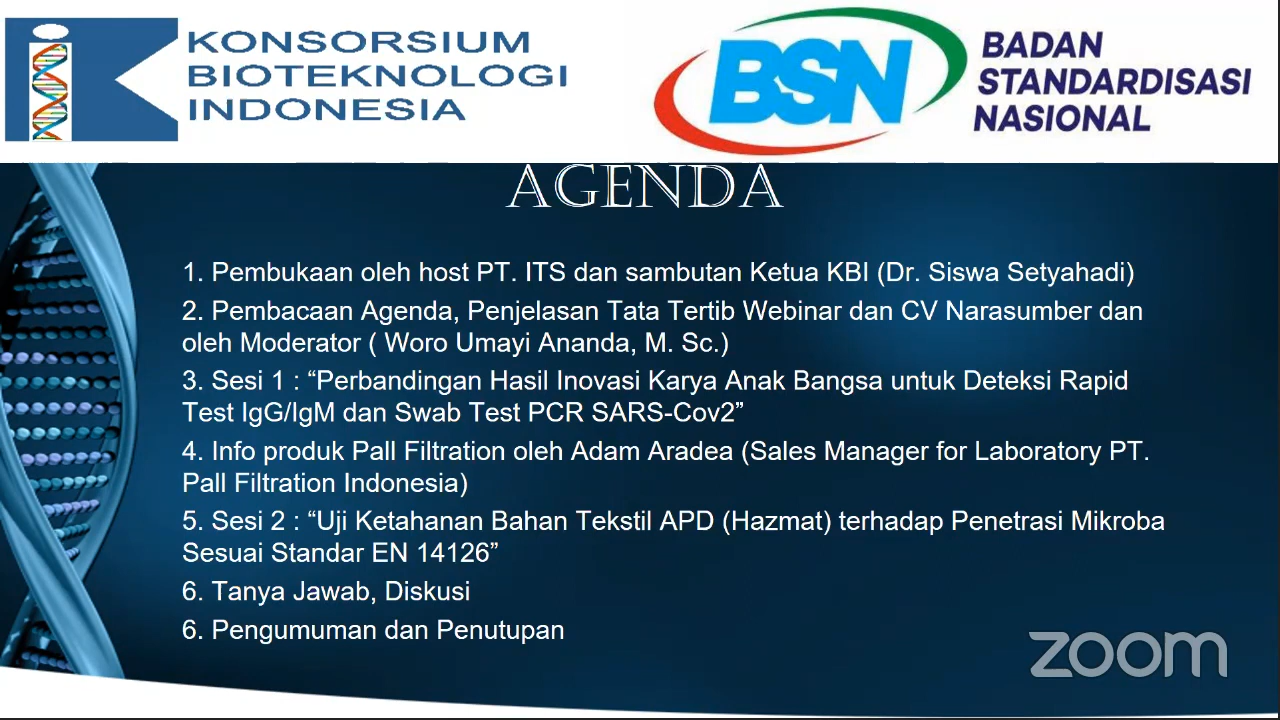 KONSORSIUM
BIOTEKNOLOGI
INDONESIA
BSN
BADAN
STANDARDISASI
NASIONAL
AGENDA
1. Pembukaan oleh host PT. ITS dan sambutan Ketua KBI (Dr. Siswa Setyahadi)
2. Pembacaan Agenda, Penjelasan Tata Tertib Webinar dan CV Narasumber dan
oleh Moderator ( Woro Umayi Ananda, M. Sc.)
3. Sesi 1 : “Perbandingan Hasil Inovasi Karya Anak Bangsa untuk Deteksi Rapid
Test IgG/IgM dan Swab Test PCR SARS-Cov2”
4. Info produk Pall Filtration oleh Adam Aradea (Sales Manager for Laboratory PT.
Pall Filtration Indonesia)
5. Sesi 2 : “Uji Ketahanan Bahan Tekstil APD (Hazmat) terhadap Penetrasi Mikroba
Sesuai Standar EN 14126”
6. Tanya Jawab, Diskusi
6. Pengumuman dan Penutupan
zoom